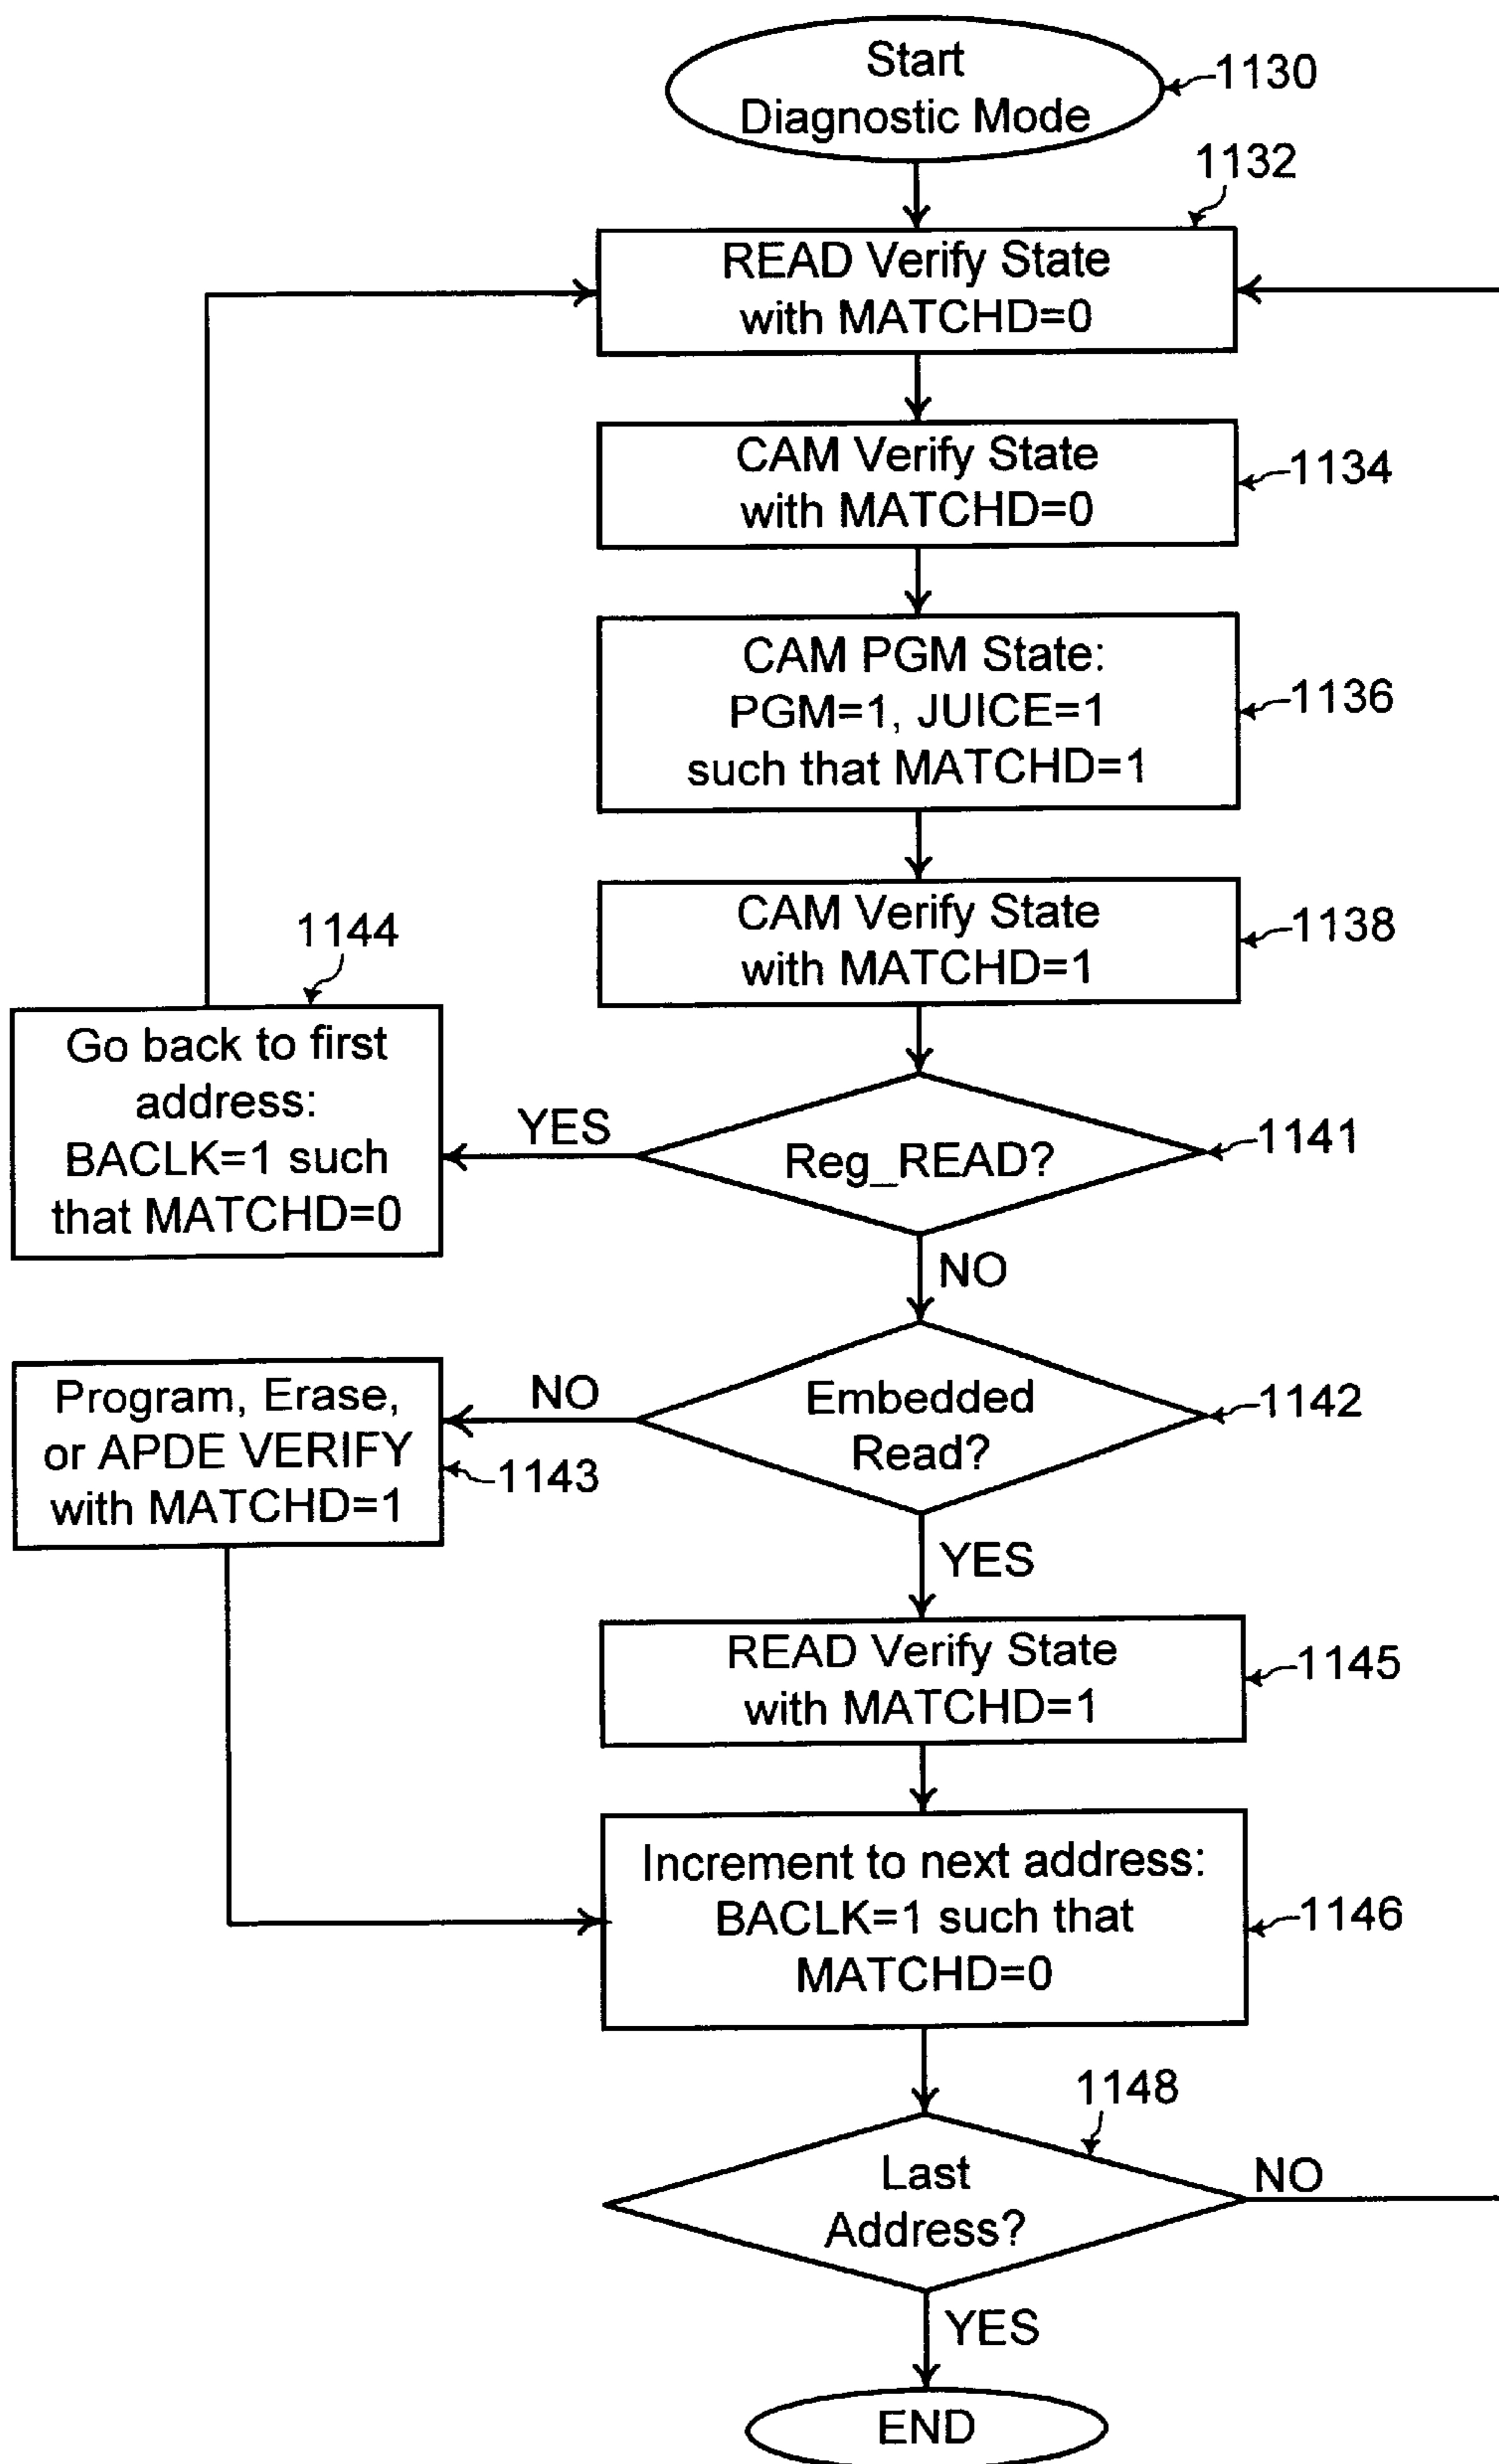 Start
Diagnostic Mode
1130
1132
READ Verify State
with MATCHD=0
CAM Verify State
with MATCHD=0
1134
CAM PGM State:
PGM=1, JUICE=1
such that MATCHD=1
1136
CAM Verify State
with MATCHD=1
1138
1144
Go back to first
address:
BACLK=1 such
that MATCHD=0
YES
Reg_READ?
1141
NO
Program, Erase,
or APDE VERIFY
with MATCHD=1
1143
NO
Embedded
Read?
1142
YES
READ Verify State
with MATCHD=1
1145
Increment to next address:
BACLK=1 such that
MATCHD=0
1146
1148
Last
Address?
NO
YES
END